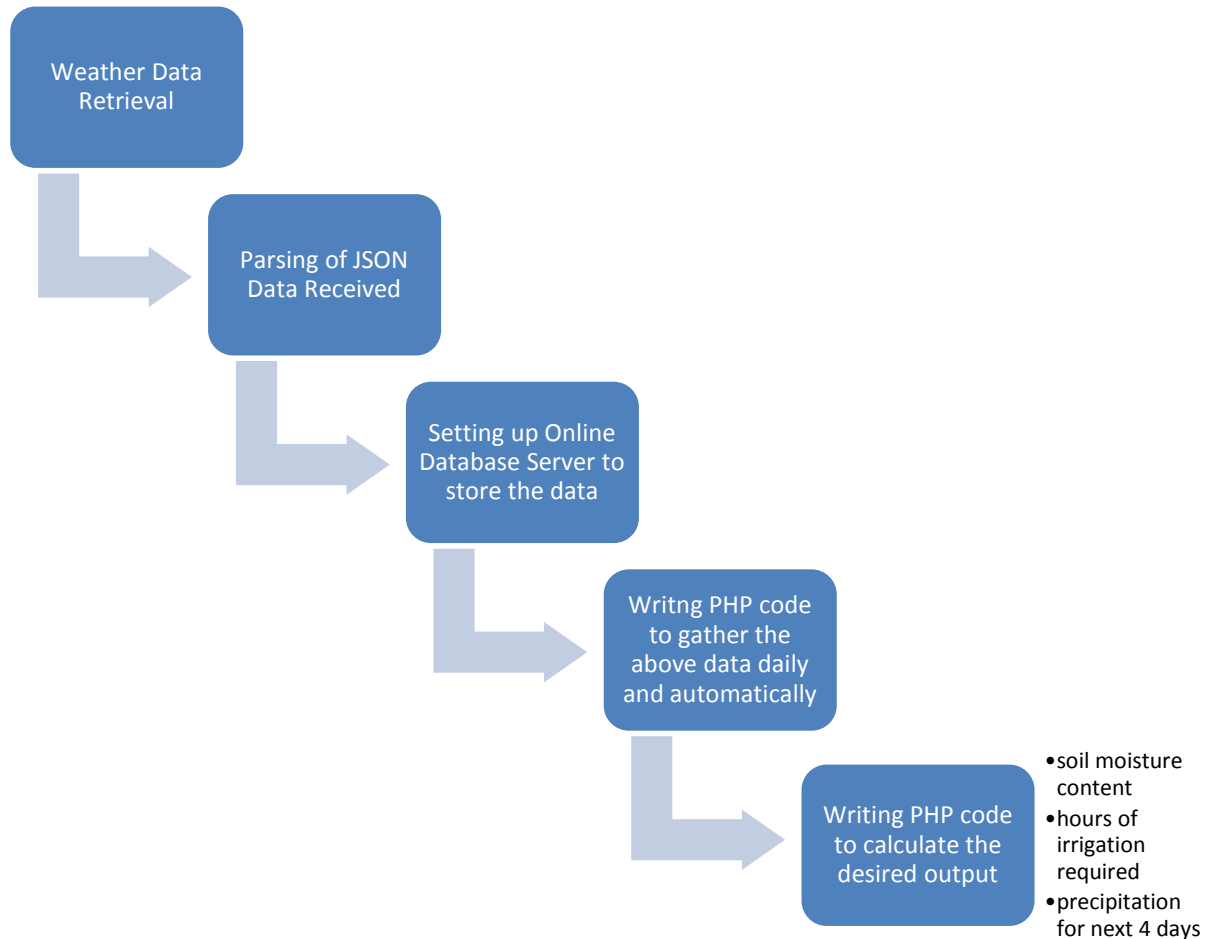 Weather Data
Retrieval
Parsing of JSON
Data Received
Setting up Online
Database Server to
store the data
Writng PHP code
to gather the
above data daily
and automatically
Writing PHP code
to calculate the
desired output
•soil moisture
content
•hours of
irrigation
required
•precipitation
for next 4 days